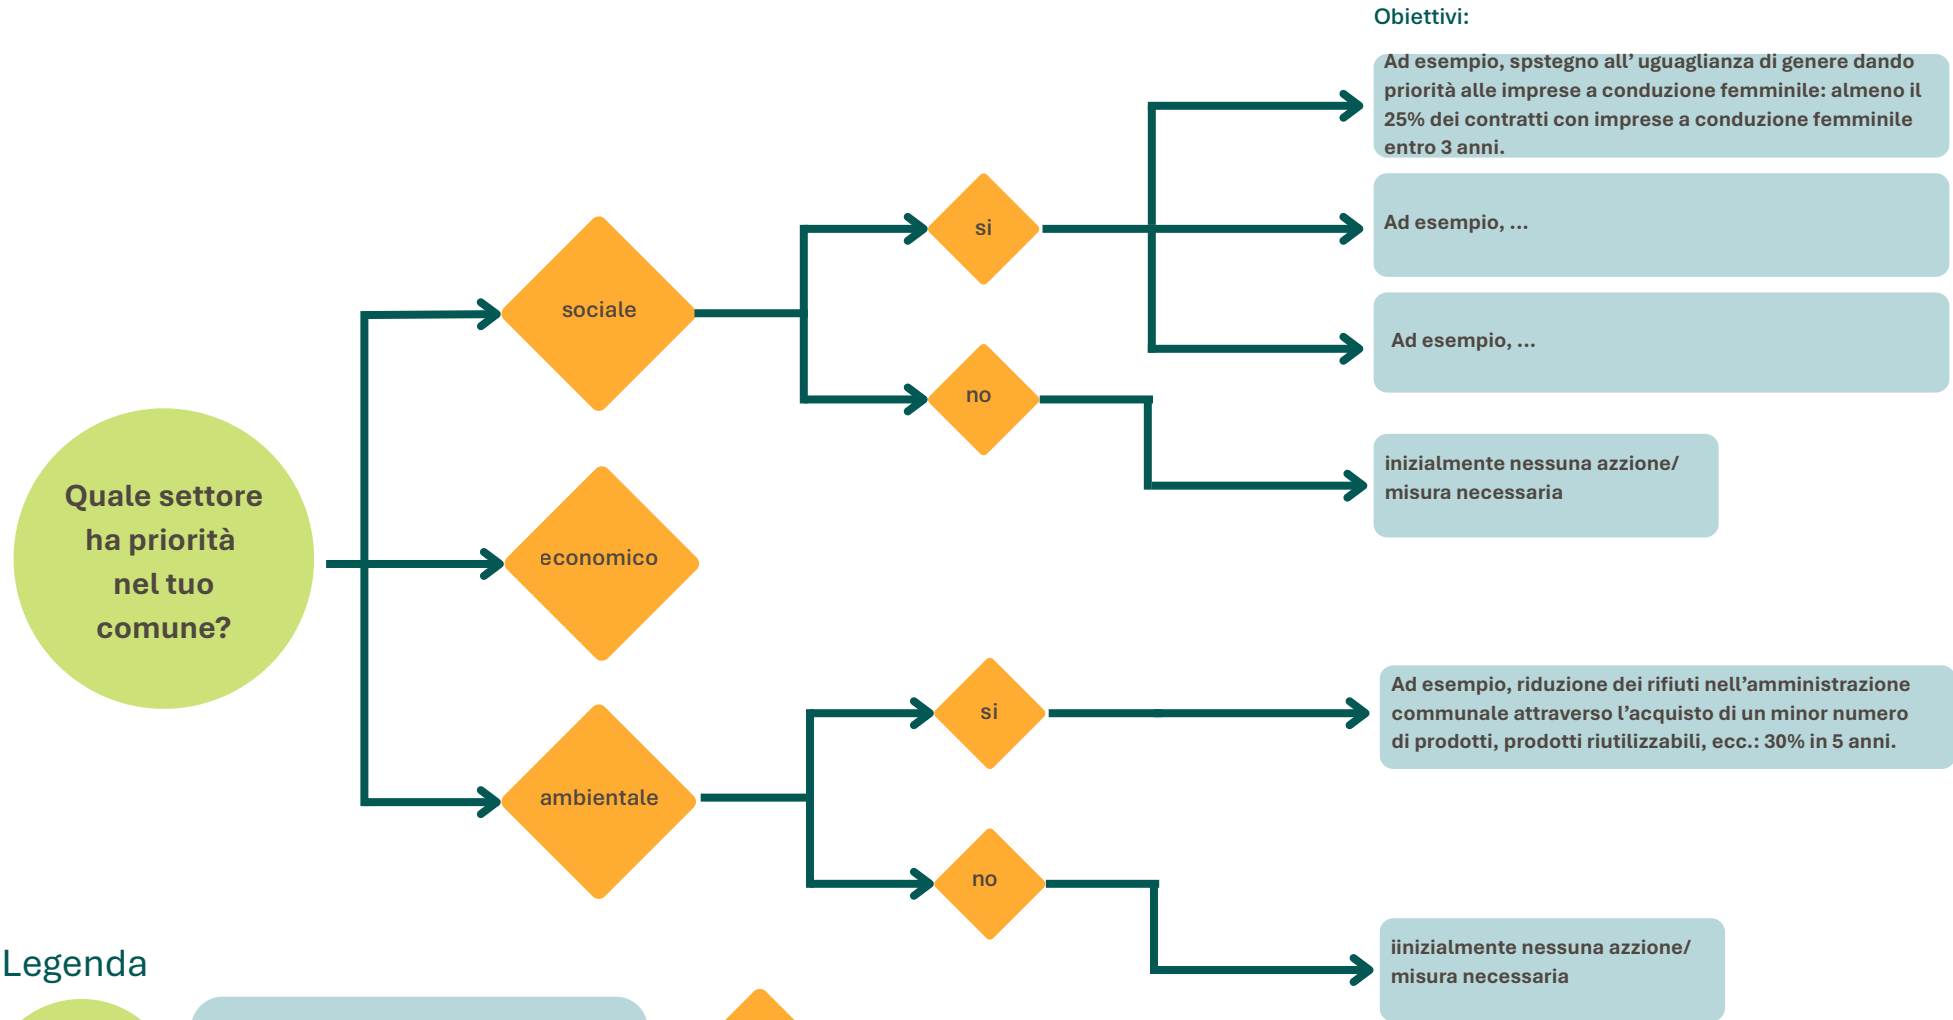 Obiettivi:
Ad esempio, spstegno all' uguaglianza di genere dando
priorità alle imprese a conduzione femminile: almeno il
25% dei contratti con imprese a conduzione femminile
entro 3 anni.
si
Ad esempio, ...
sociale
Ad esempio, ...
no
inizialmente nessuna azzione/
misura necessaria
Quale settore
ha priorità
nel tuo
comune?
economico
si
Ad esempio, riduzione dei rifiuti nell'amministrazione
communale attraverso l'acquisto di un minor numero
di prodotti, prodotti riutilizzabili, ecc.: 30% in 5 anni.
ambientale
no
iinizialmente nessuna azzione/
misura necessaria
Legenda